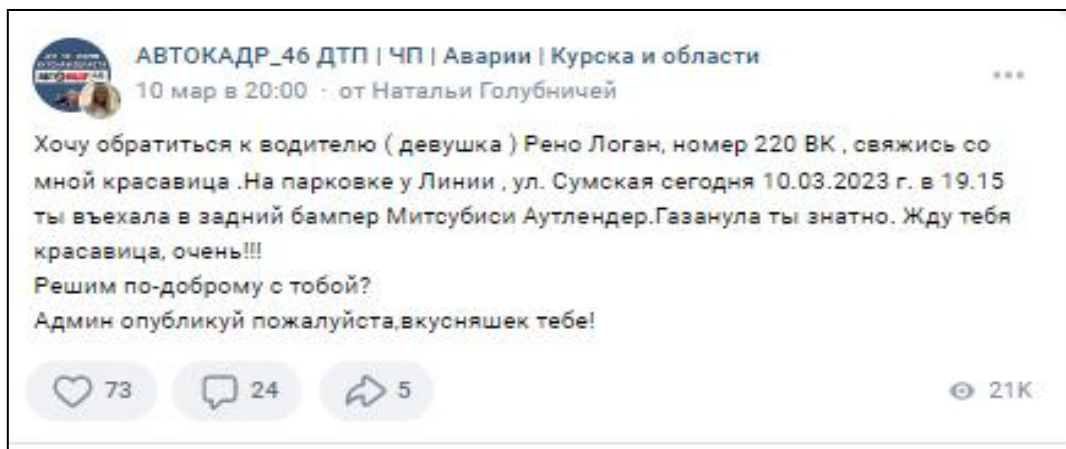 АВТОКАДР_46 ДТП | ЧП | Аварии | Курска и области
10 мар в 20:00 · от Натальи Голубничей
Хочу обратиться к водителю ( девушка ) Рено Логан, номер 220 ВК , свяжись со
мной красавица .На парковке у Линии , ул. Сумская сегодня 10.03.2023 г. в 19.15
ты въехала в задний бампер Митсубиси Аутлендер.Газанула ты знатно. Жду тебя
красавица, очень!!!
Решим по-доброму с тобой?
Админ опубликуй пожалуйста,вкусняшек тебе!
73 24 5 21K